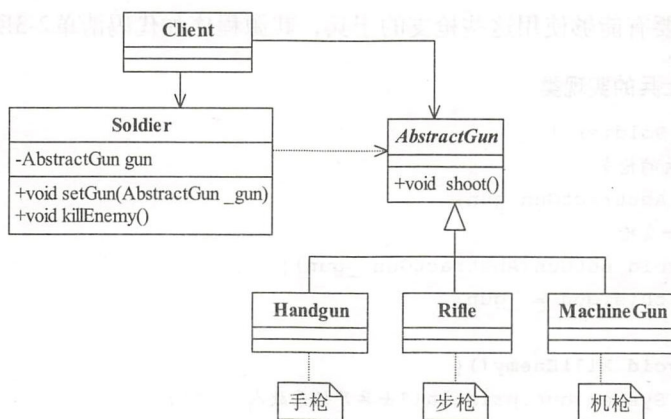 Client
Soldier
-AbstractGun gun
+void setGun(AbstractGun _gun)
+void killEnemy()
AbstractGun
+void shoot()
Handgun
Rifle
MachineGun
手枪
步枪
机枪